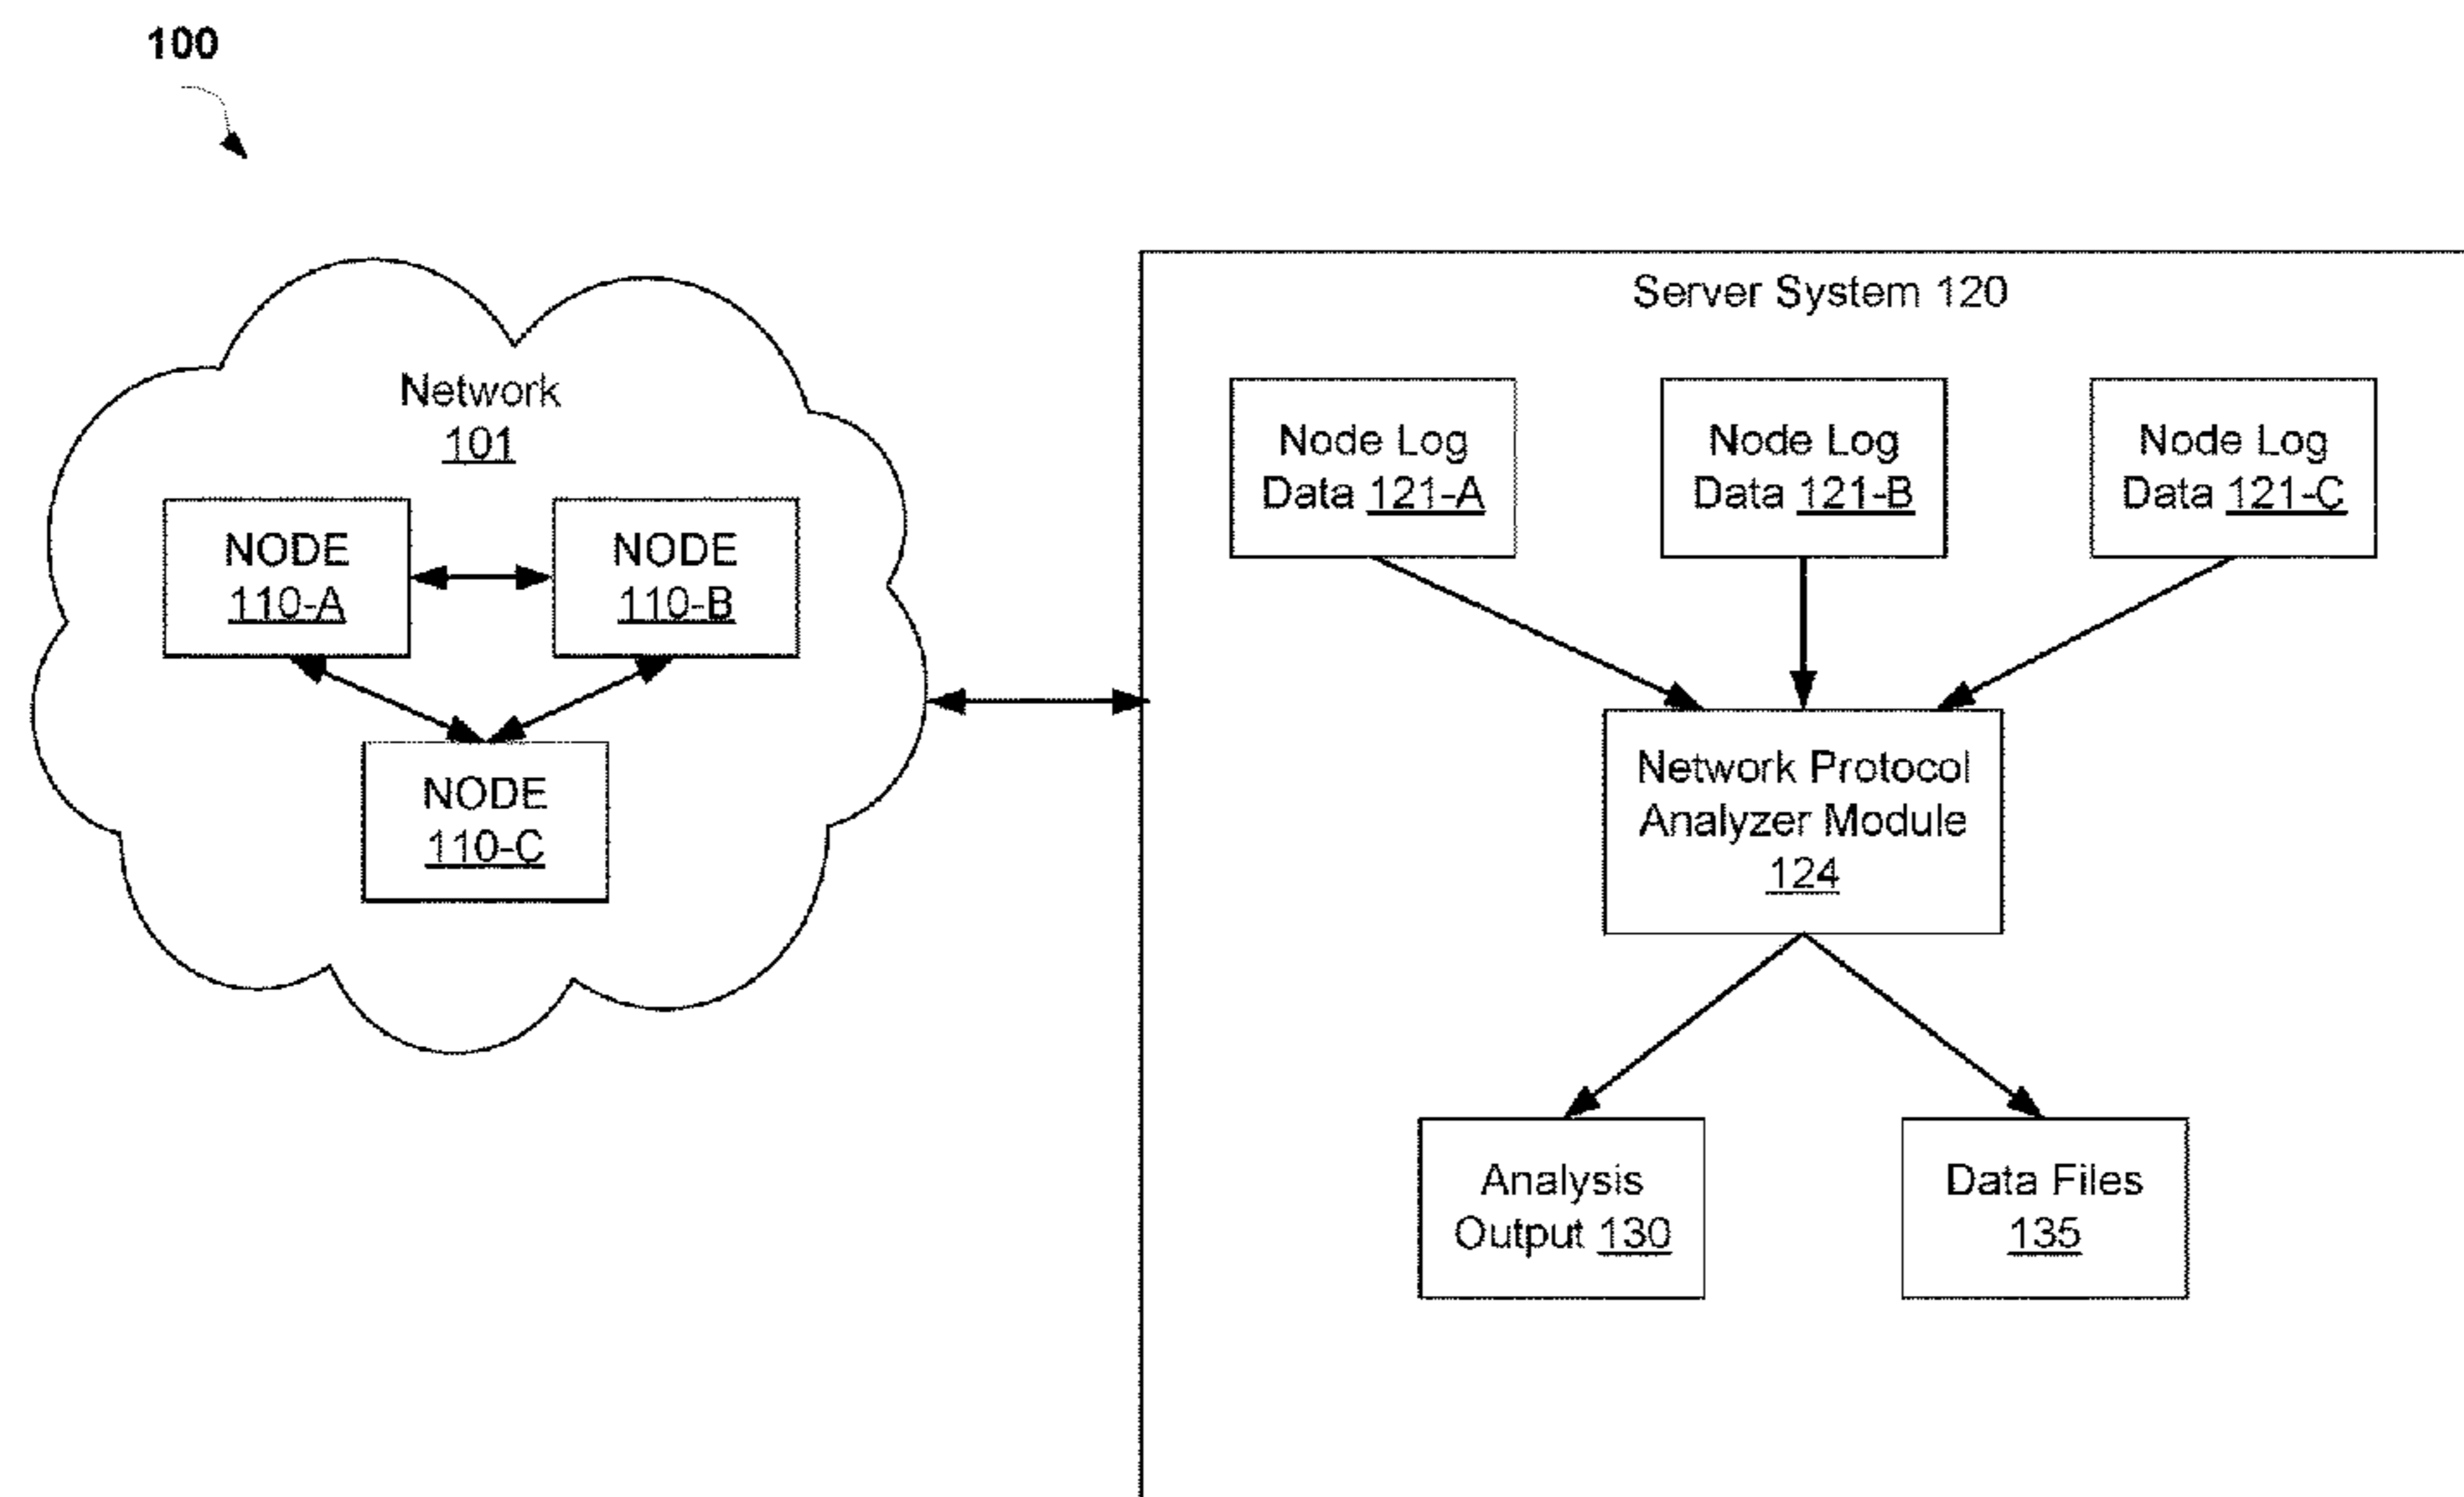 100
Network
101
NODE
110-A
NODE
110-B
NODE
110-C
Server System 120
Node Log
Data 121-A
Node Log
Data 121-B
Node Log
Data 121-C
Network Protocol
Analyzer Module
124
Analysis
Output 130
Data Files
135